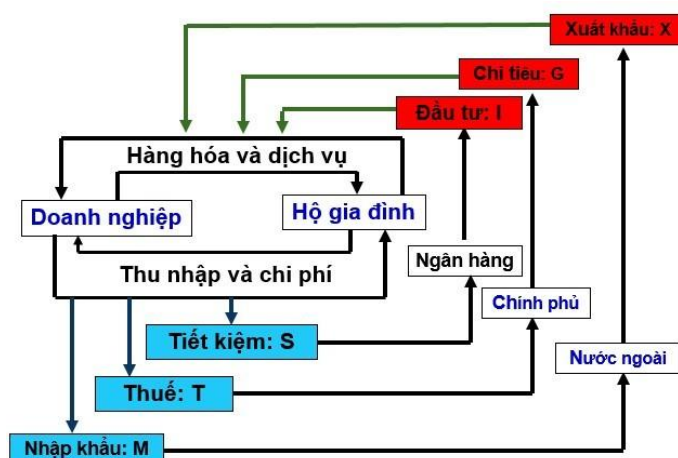 Xuất khẩu: X
Chi tiêu: G
Đầu tư: I
Hàng hóa và dịch vụ
Doanh nghiệp
Hộ gia đình
Thu nhập và chi phí
Ngân hàng
Chính phủ
Tiết kiệm: S
Nước ngoài
Thuế: T
Nhập khẩu: M